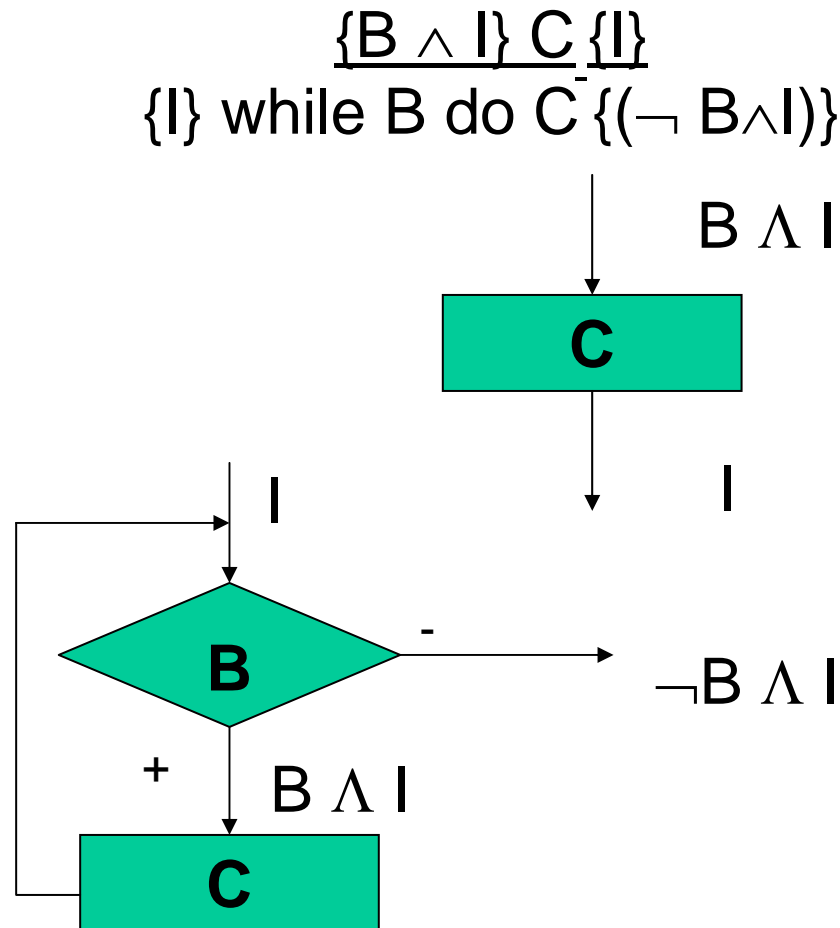 {B ∧ I} C {I}
{I} while B do C {(¬ B∧I)}
B Λ I
C
I
I
B
-
¬B Λ I
+
B Λ I
C